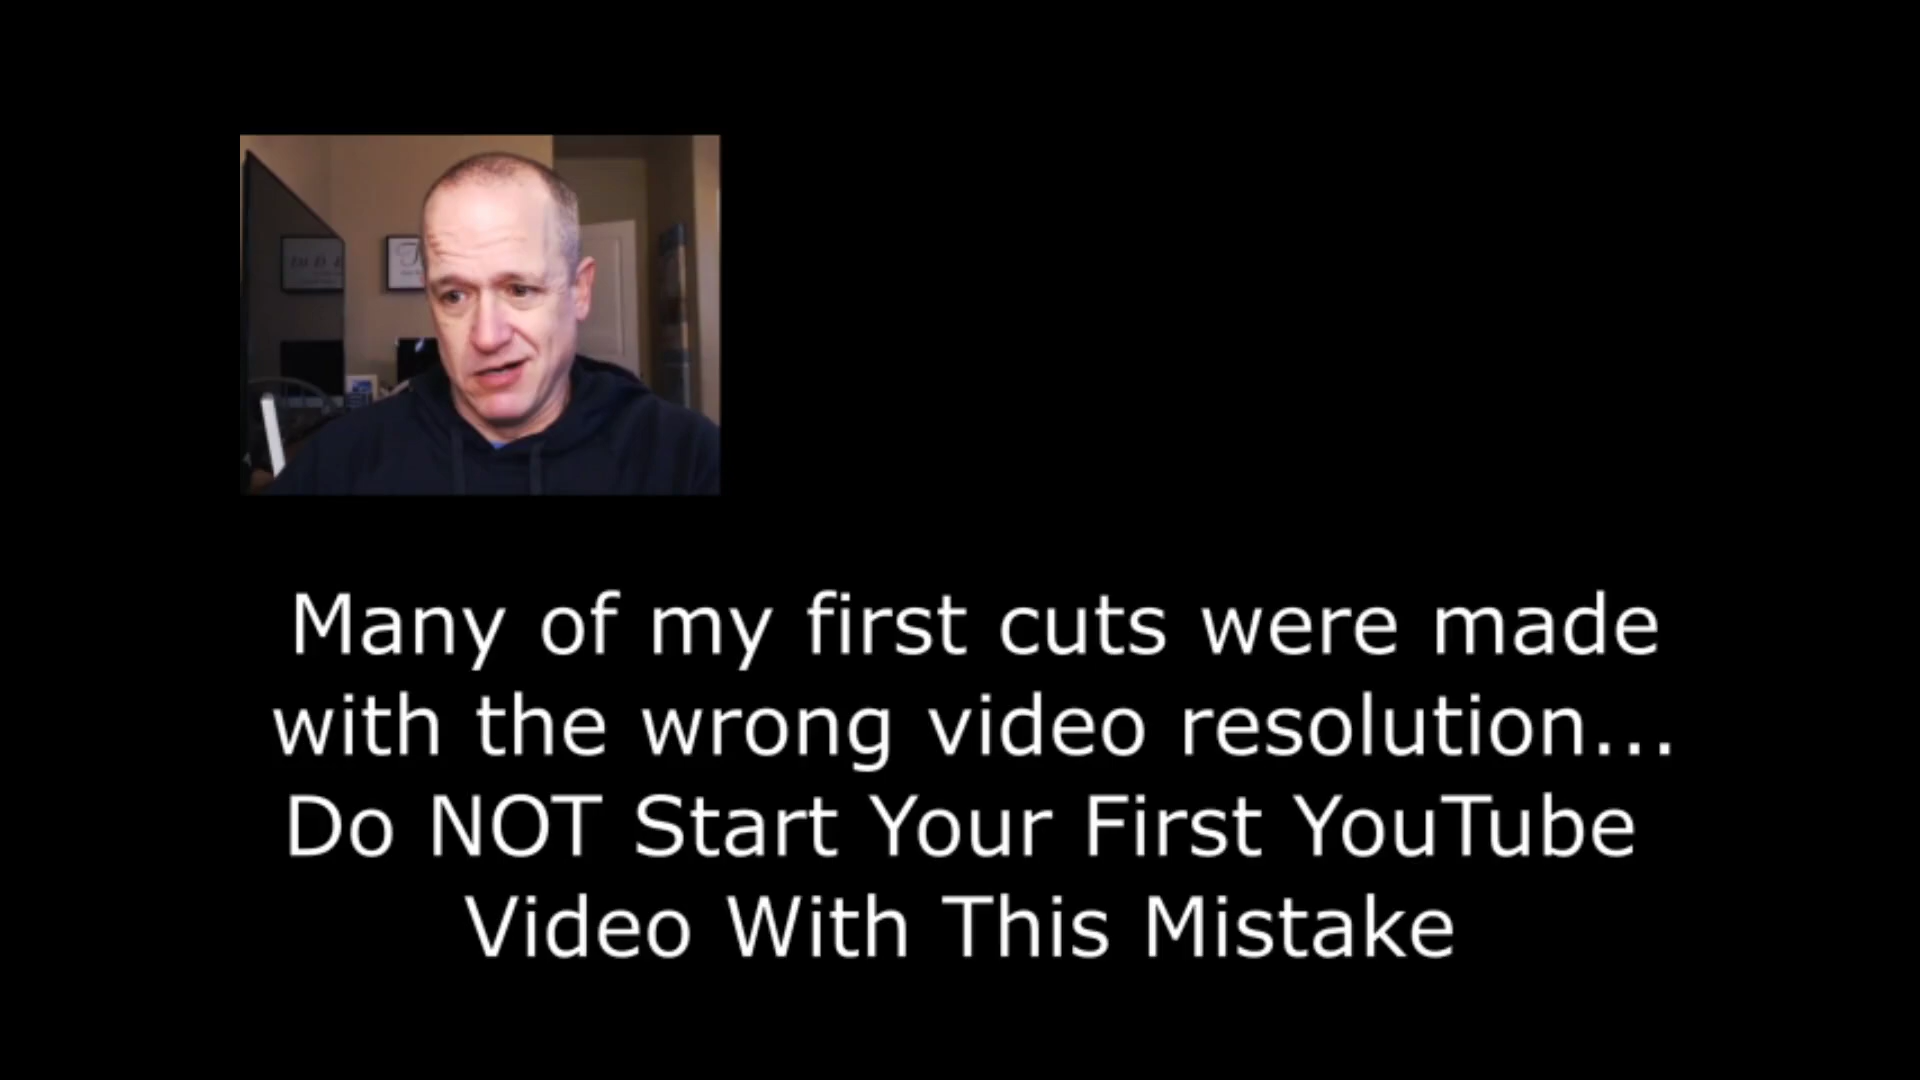 Many of my first cuts were made
with the wrong video resolution...
Do NOT Start Your First YouTube
Video With This Mistake